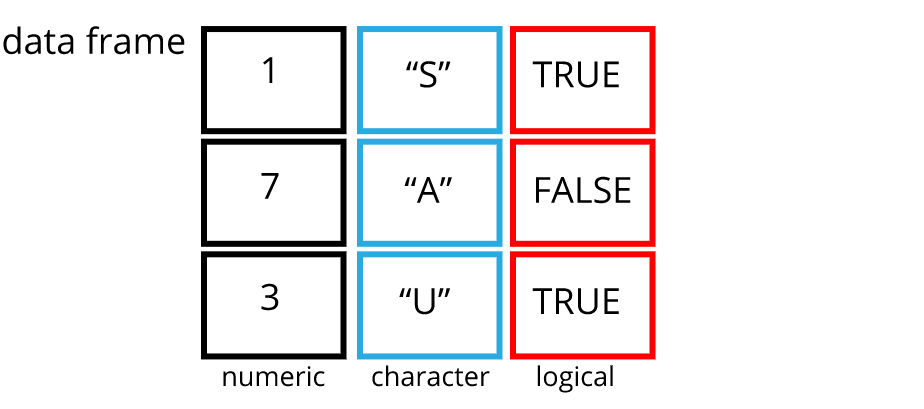 data frame
1 “S” TRUE
7 “A” FALSE
3 “U” TRUE
numeric character logical